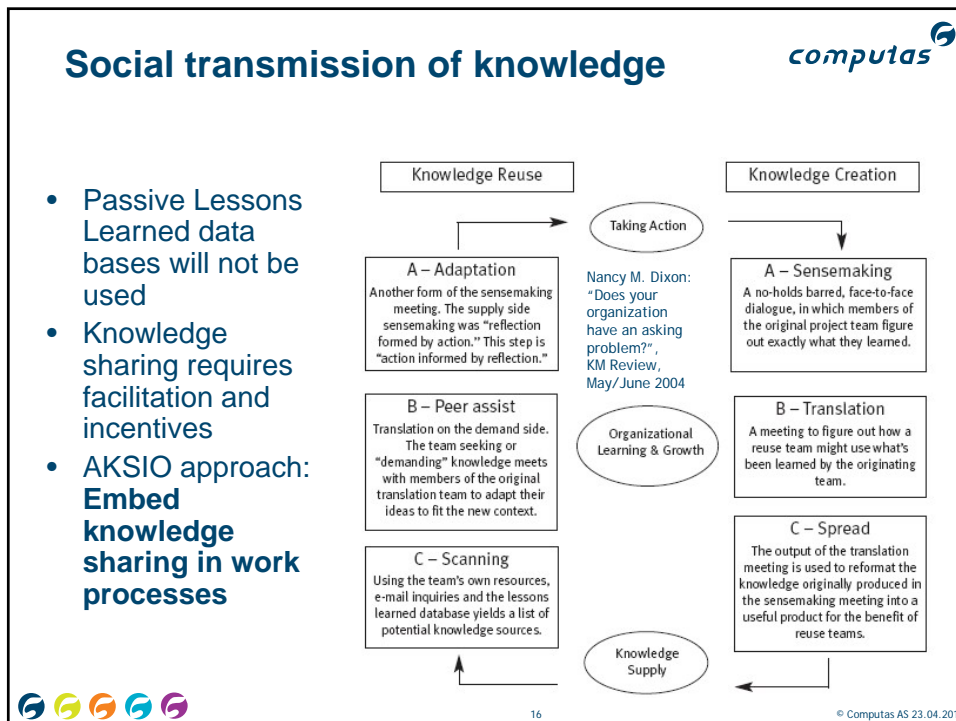 Social transmission of knowledge
computas
• Passive Lessons
Learned data
bases will not be
used
• Knowledge
sharing requires
facilitation and
incentives
• AKSIO approach:
Embed
knowledge
sharing in work
processes
Knowledge Reuse
Knowledge Creation
Taking Action
A – Adaptation
Another form of the sensemaking
meeting. The supply side
sensemaking was “reflection
formed by action.” This step is
“action informed by reflection.”
Nancy M. Dixon:
“Does your
organization
have an asking
problem?”,
KM Review,
May/June 2004
A – Sensemaking
A no-holds barred, face-to-face
dialogue, in which members of
the original project team figure
out exactly what they learned.
B – Peer assist
Translation on the demand side.
The team seeking or
“demanding” knowledge meets
with members of the original
translation team to adapt their
ideas to fit the new context.
Organizational
Learning & Growth
B – Translation
A meeting to figure out how a
reuse team might use what’s
been learned by the originating
team.
C – Scanning
Using the team’s own resources,
e-mail inquiries and the lessons
learned database yields a list of
potential knowledge sources.
C – Spread
The output of the translation
meeting is used to reformat the
knowledge originally produced in
the sensemaking meeting into a
useful product for the benefit of
reuse teams.
Knowledge
Supply
16
© Computas AS